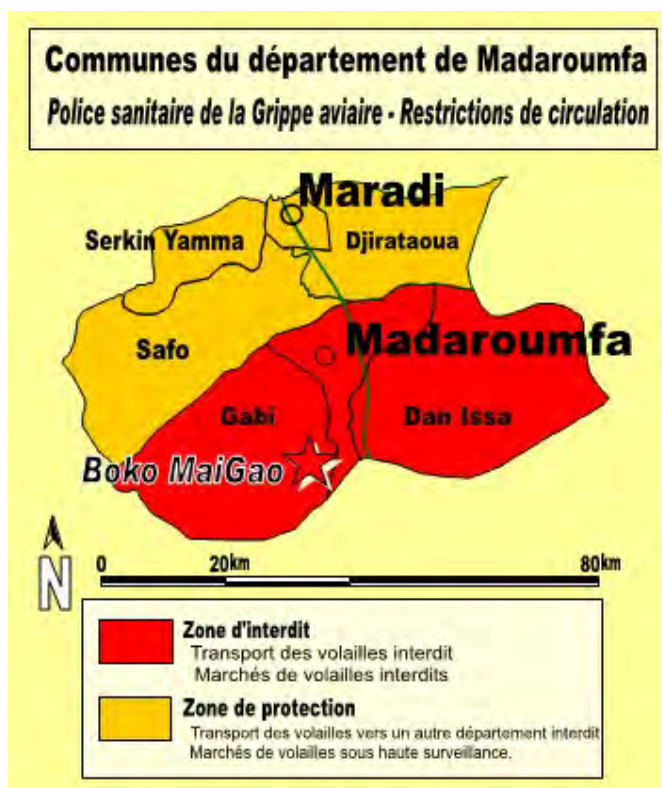 Communes du département de Madaroumfa
Police sanitaire de la Grippe aviaire - Restrictions de circulation
Maradi
Serkin Yamma
Djirataoua
Safo
Madaroumfa
Gabi
Dan Issa
Boko MaiGao
N
0 20km 80km
Zone d'interdit
Transport des volailles interdit
Marchés de volailles interdits
Zone de protection
Transport des volailles vers un autre département interdit
Marchés de volailles sous haute surveillance.